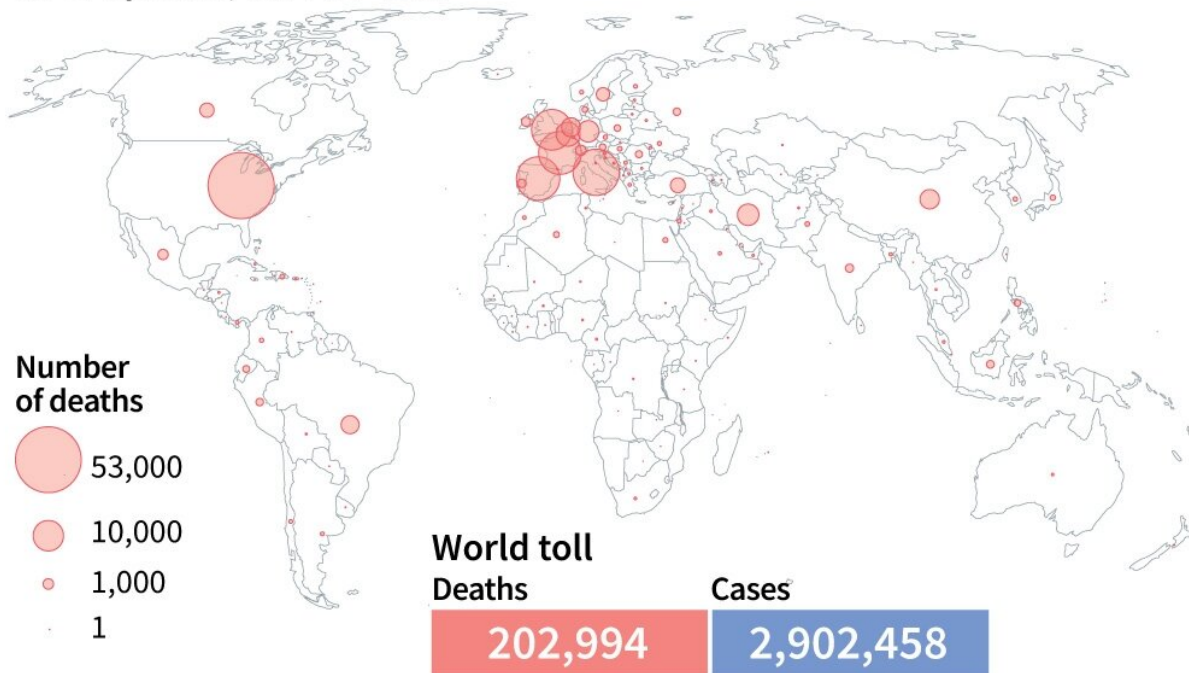 Number
of deaths
53,000
10,000
1,000
1
World toll
Deaths
Cases
202,994
2,902,458